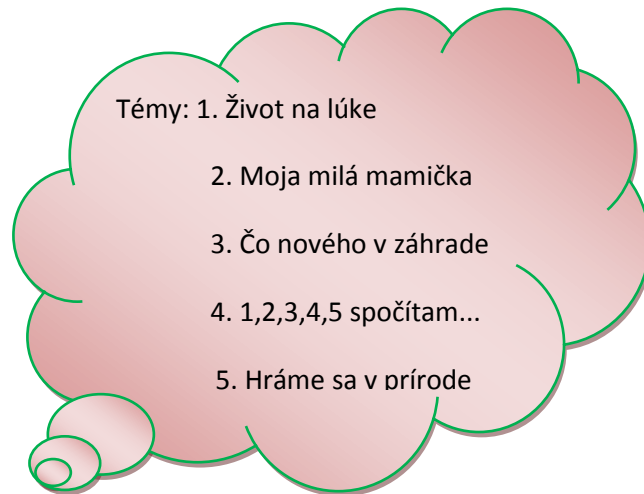 Témy: 1. Život na lúke
2. Moja milá mamička
3. Čo nového v záhrade
4. 1,2,3,4,5 spočítam...
5. Hráme sa v prírode